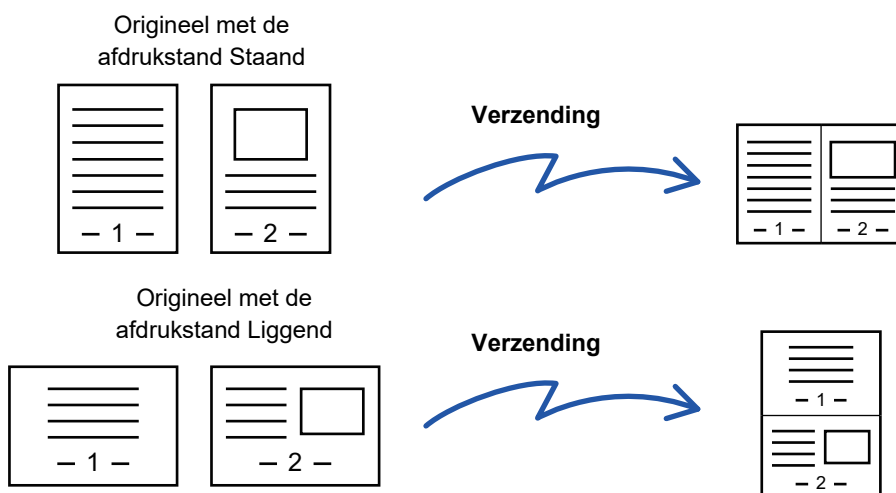 Origineel met de
afdrukstand Staand
Verzending
– 1 –
– 2 –
– 1 –
– 2 –
Origineel met de
afdrukstand Liggend
Verzending
– 1 –
– 2 –
– 1 –
– 2 –